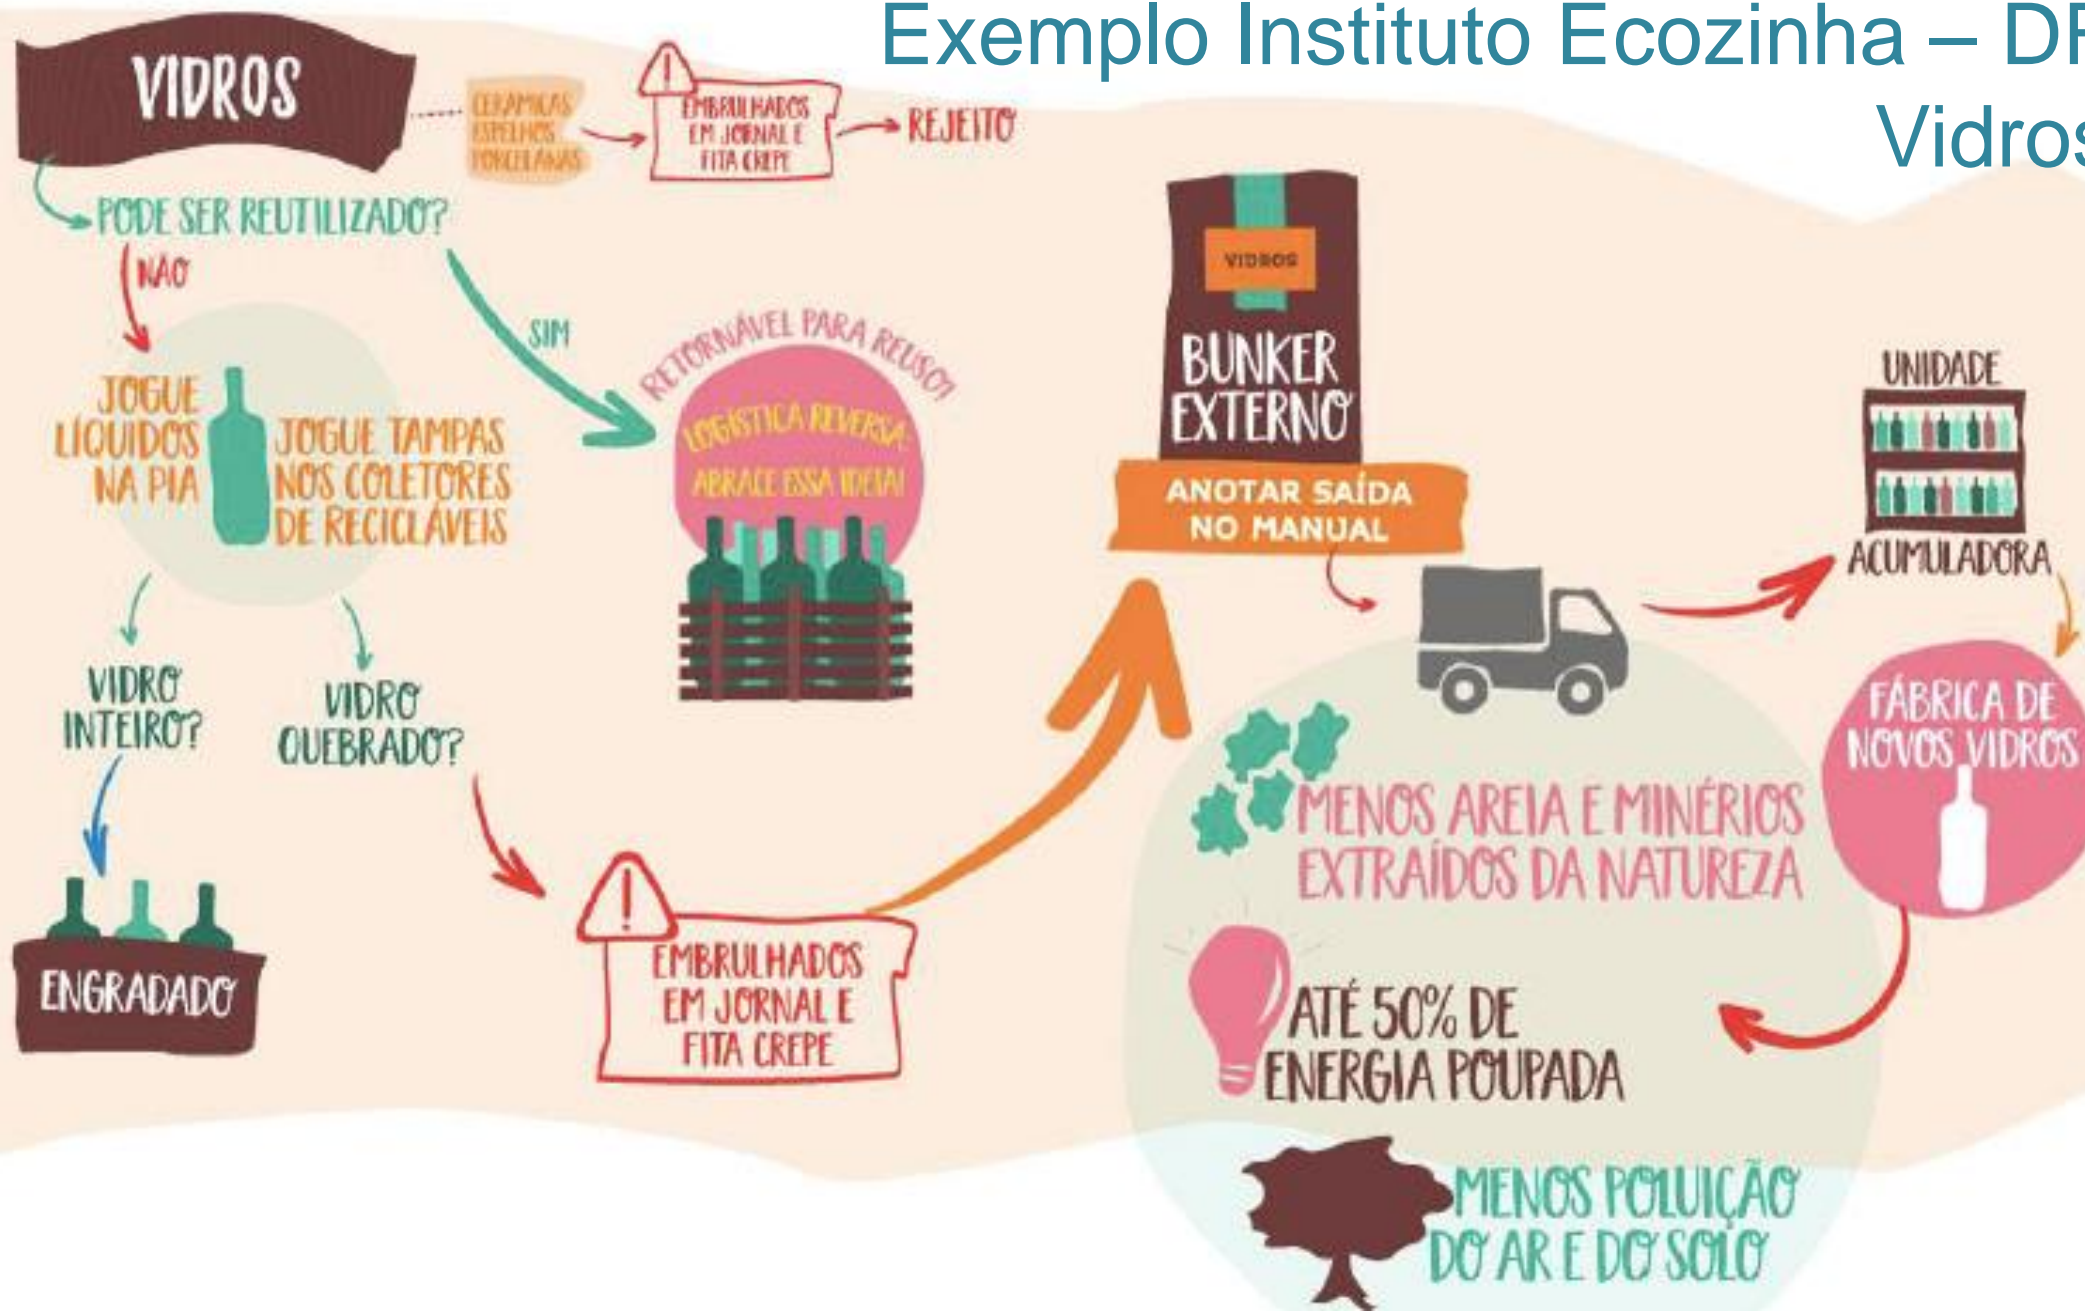 Exemplo Instituto Ecozinha – DF
Vidros
VIDROS
CERÂMICAS
ESPELHOS
PORCELANAS
EMBRULHADOS
EM JORNAL E
FITA CREPE
REJEITO
PODE SER REUTILIZADO?
NÃO
SIM
JOGUE
LÍQUIDOS
NA PIA
JOGUE TAMPAS
NOS COLETORES
DE RECICLÁVEIS
RETORNÁVEL PARA REUSO?
LOGÍSTICA REVERSA:
ABRACE ESSA IDEIA!
VIDRO
INTEIRO?
VIDRO
QUEBRADO?
ENGRADADO
EMBRULHADOS
EM JORNAL E
FITA CREPE
VIDROS
BUNKER
EXTERNO
ANOTAR SAÍDA
NO MANUAL
UNIDADE
ACUMULADORA
FÁBRICA DE
NOVOS VIDROS
MENOS AREIA E MINÉRIOS
EXTRAÍDOS DA NATUREZA
ATÉ 50% DE
ENERGIA POUPADA
MENOS POLUIÇÃO
DO AR E DO SOLO